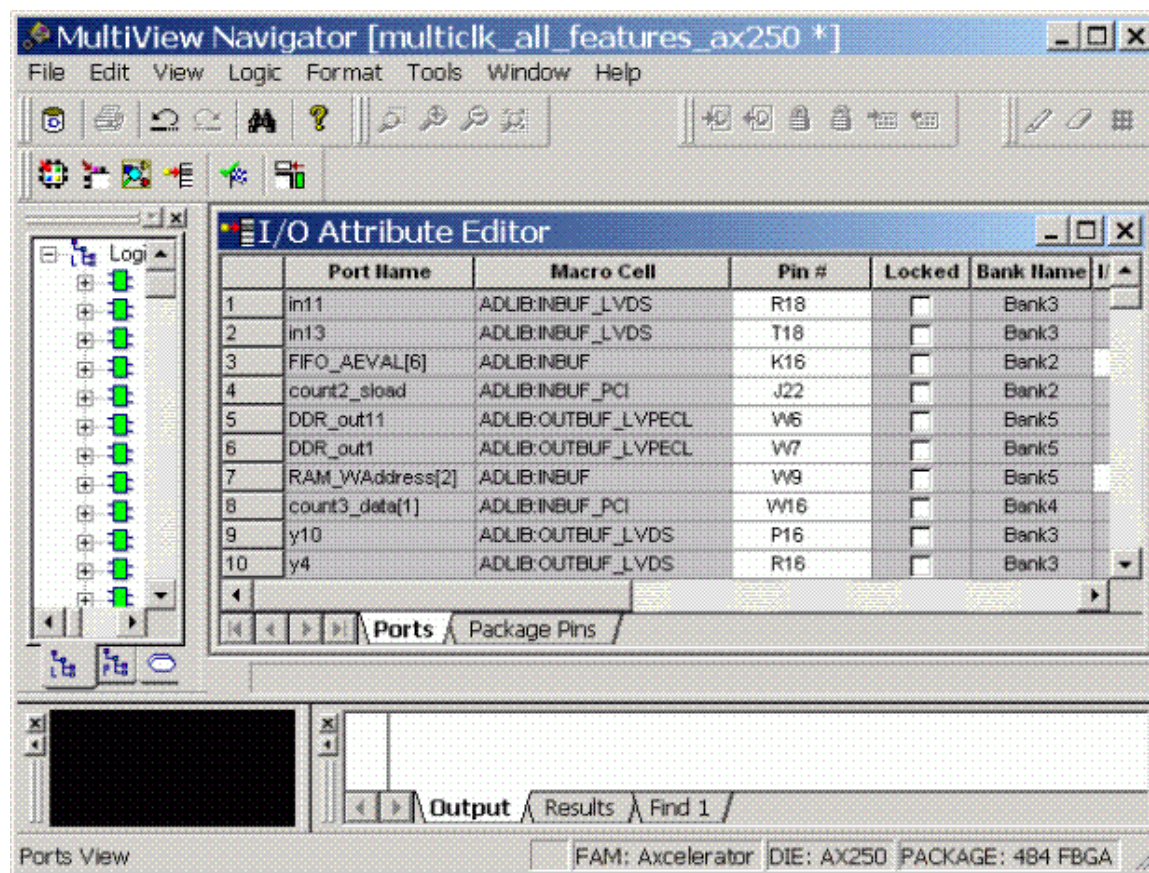 MultiView Navigator [multiclk_all_features_ax250 *]
File Edit View Logic Format Tools Window Help
I/O Attribute Editor
Logi
Port Name Macro Cell Pin # Locked Bank Name I/
1 in11 ADLIB:INBUF_LVDS R18 Bank3
2 in13 ADLIB:INBUF_LVDS T18 Bank3
3 FIFO_AEVAL[6] ADLIB:INBUF K16 Bank2
4 count2_sload ADLIB:INBUF_PCI J22 Bank2
5 DDR_out11 ADLIB:OUTBUF_LVPECL W6 Bank5
6 DDR_out1 ADLIB:OUTBUF_LVPECL W7 Bank5
7 RAM_WAddress[2] ADLIB:INBUF W9 Bank5
8 count3_data[1] ADLIB:INBUF_PCI W16 Bank4
9 y10 ADLIB:OUTBUF_LVDS P16 Bank3
10 y4 ADLIB:OUTBUF_LVDS R16 Bank3
Ports Package Pins
Output Results Find 1
Ports View FAM: Axcelerator DIE: AX250 PACKAGE: 484 FBGA